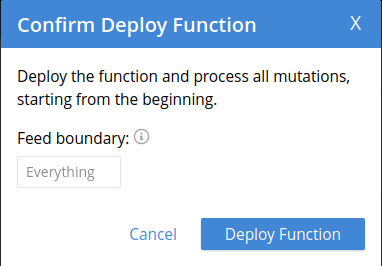 Confirm Deploy Function
X
Deploy the function and process all mutations,
starting from the beginning.
Feed boundary:
Everything
Cancel
Deploy Function